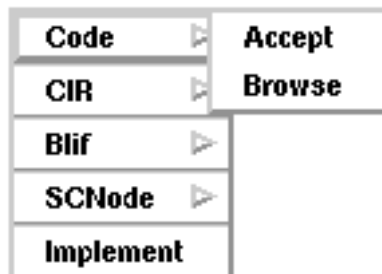 Code
CIR
Blif
SCNode
Implement
Accept
Browse